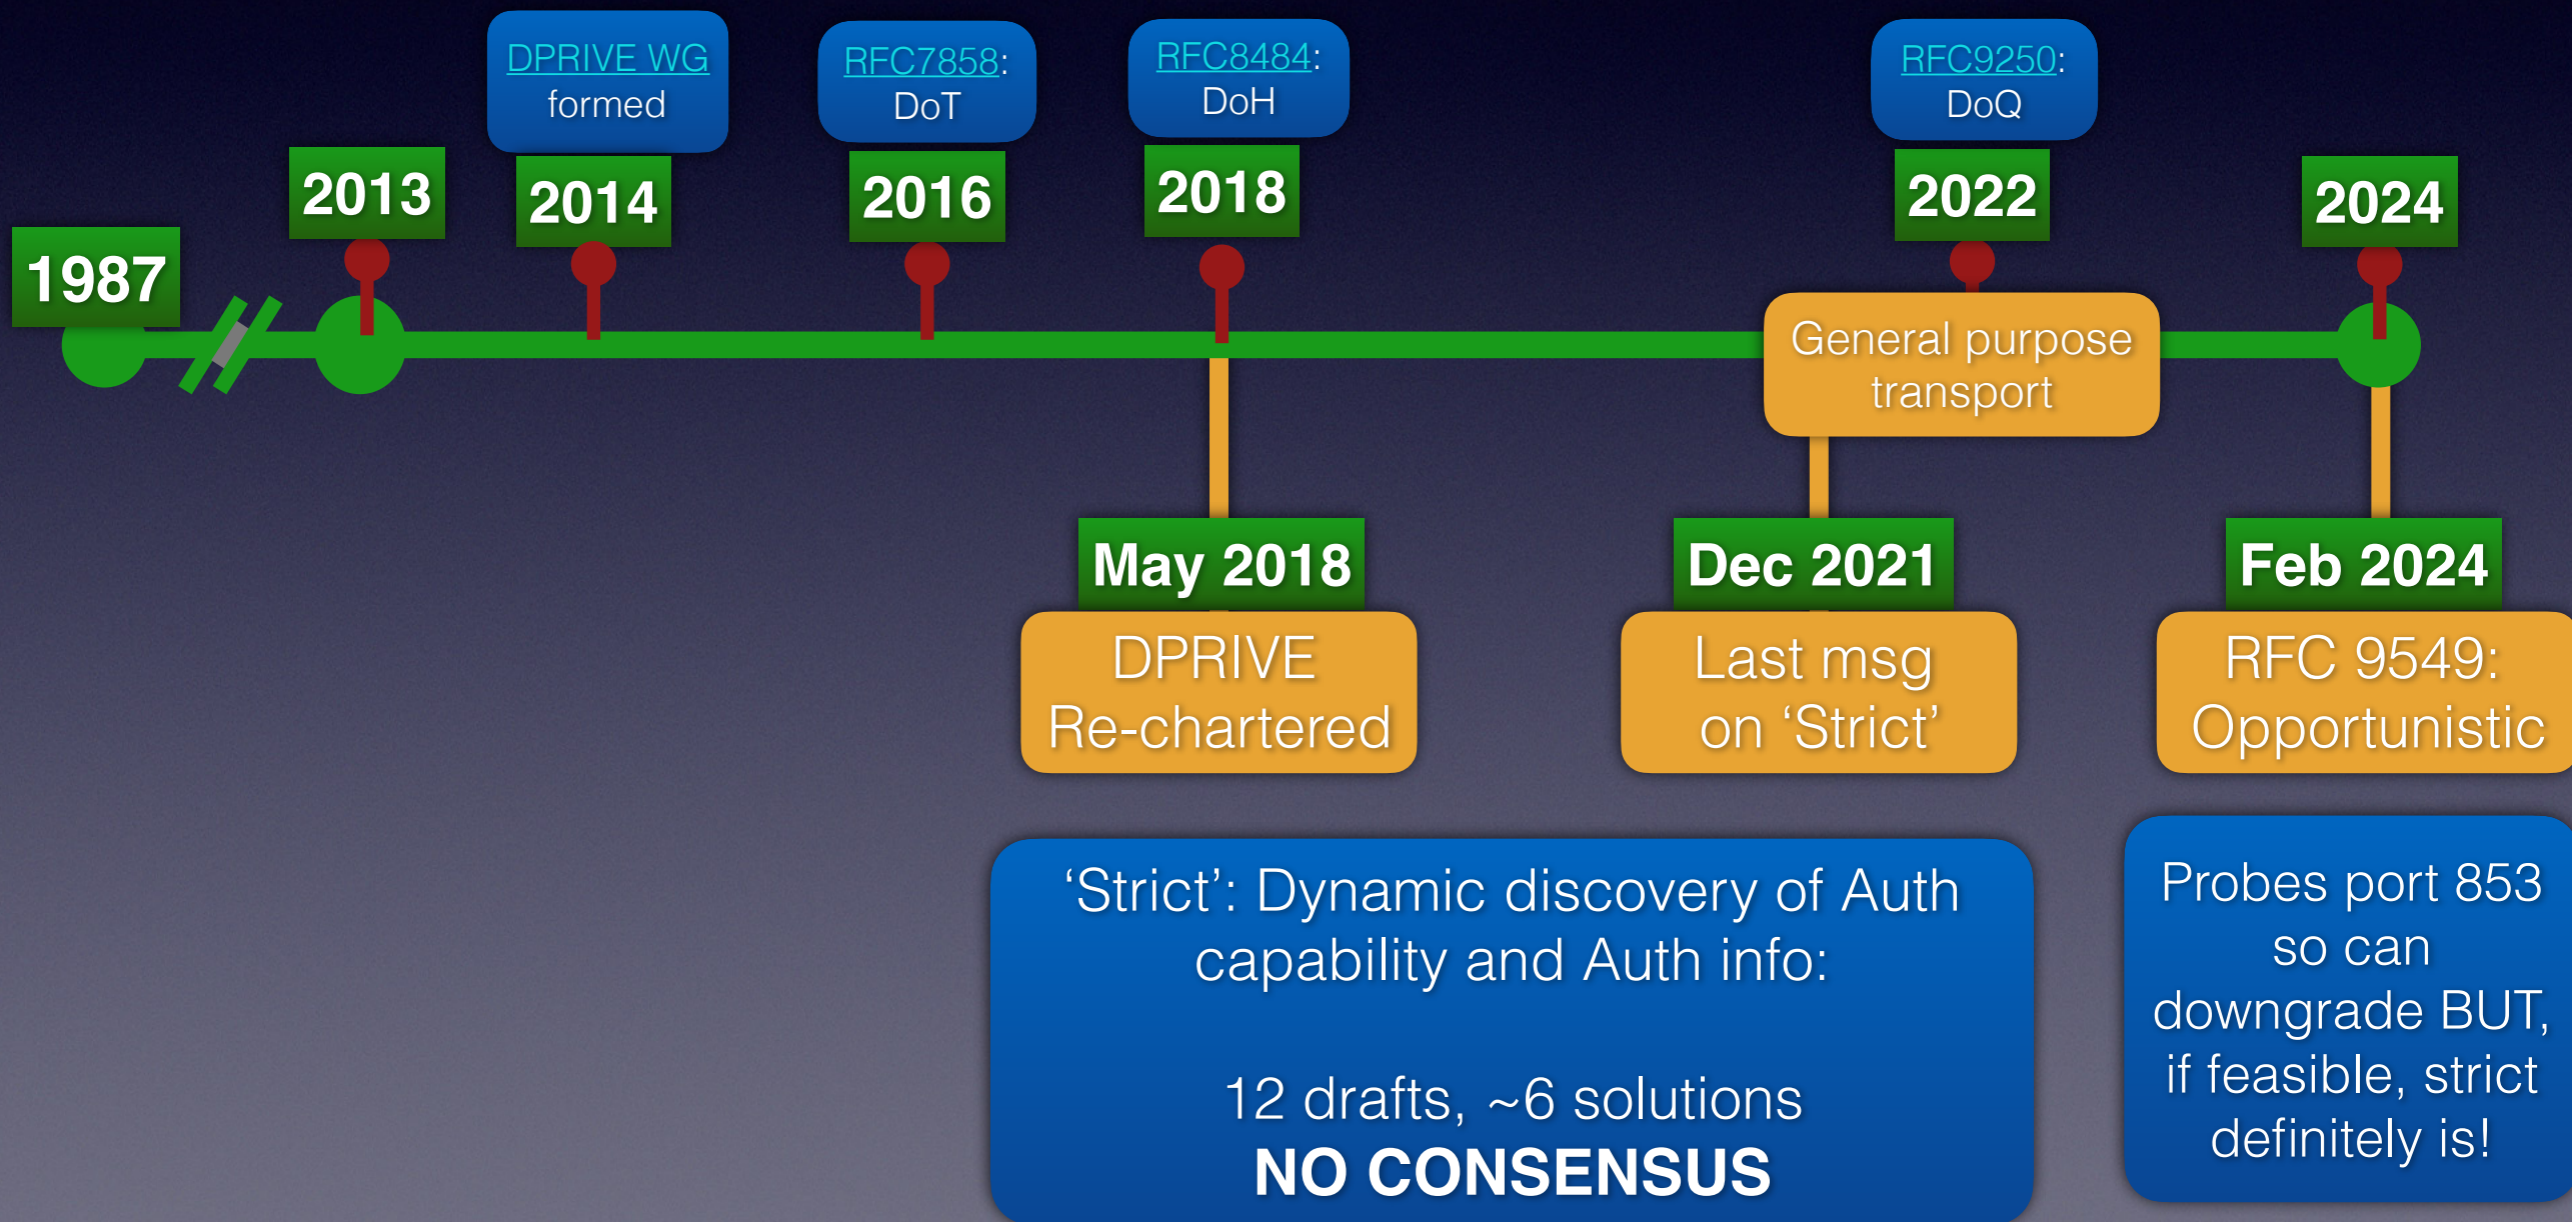 DPRIVE WG
formed
RFC7858:
DoT
RFC8484:
DoH
RFC9250:
DoQ
1987
2013
2014
2016
2018
2022
2024
General purpose
transport
May 2018
DPRIVE
Re-chartered
Dec 2021
Last msg
on ‘Strict’
Feb 2024
RFC 9549:
Opportunistic
‘Strict’: Dynamic discovery of Auth
capability and Auth info:
12 drafts, ~6 solutions
NO CONSENSUS
Probes port 853
so can
downgrade BUT,
if feasible, strict
definitely is!